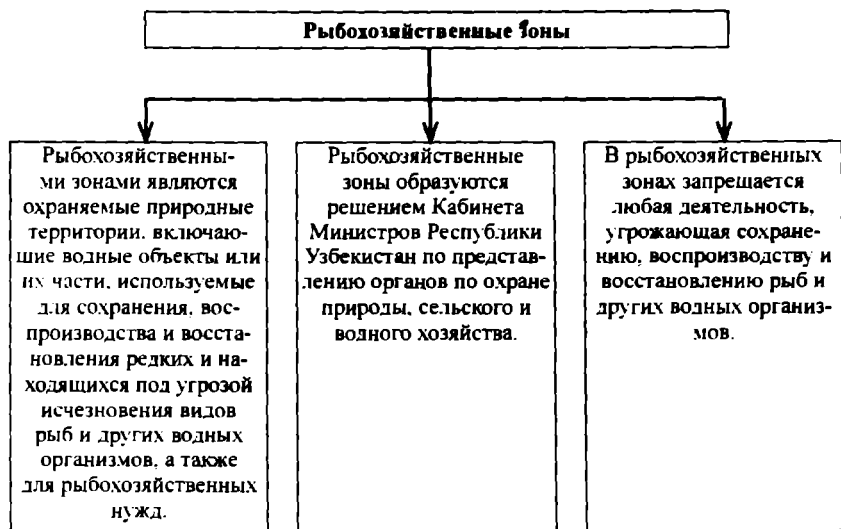 Рыбохозяйственные зоны
Рыбохозяйственны-
ми зонами являются
охраняемые природные
территории, включаю-
щие водные объекты или
их части, используемые
для сохранения, вос-
производства и восста-
новления редких и на-
ходящихся под угрозой
исчезновения видов
рыб и других водных
организмов, а также
для рыбохозяйственных
нужд.
Рыбохозяйственные
зоны образуются
решением Кабинета
Министров Республики
Узбекистан по представ-
лению органов по охране
природы, сельского и
водного хозяйства.
В рыбохозяйственных
зонах запрещается
любая деятельность,
угрожающая сохране-
нию, воспроизводству и
восстановлению рыб и
других водных организ-
мов.